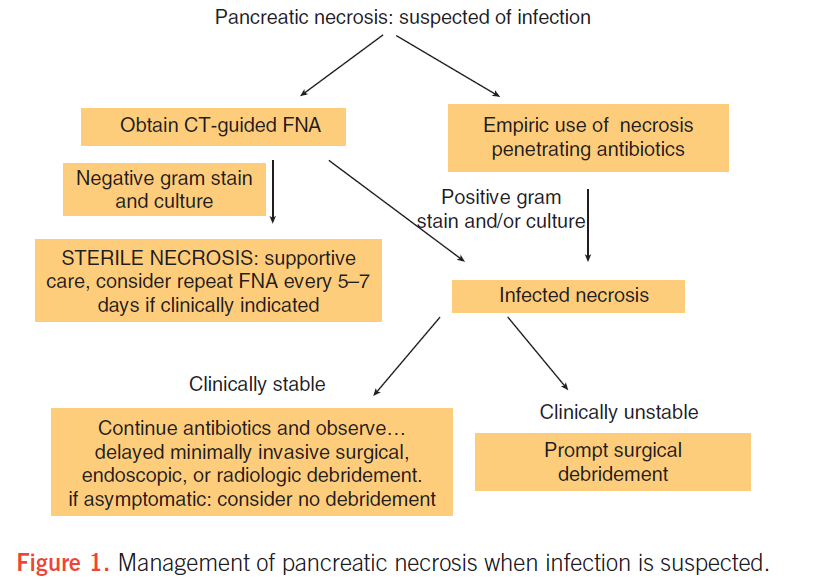 Pancreatic necrosis: suspected of infection
Obtain CT-guided FNA
Empiric use of necrosis
penetrating antibiotics
Negative gram stain
and culture
Positive gram
stain and/or culture
STERILE NECROSIS: supportive
care, consider repeat FNA every 5–7
days if clinically indicated
Infected necrosis
Clinically stable
Clinically unstable
Continue antibiotics and observe…
delayed minimally invasive surgical,
endoscopic, or radiologic debridement.
if asymptomatic: consider no debridement
Prompt surgical
debridement
Figure 1. Management of pancreatic necrosis when infection is suspected.